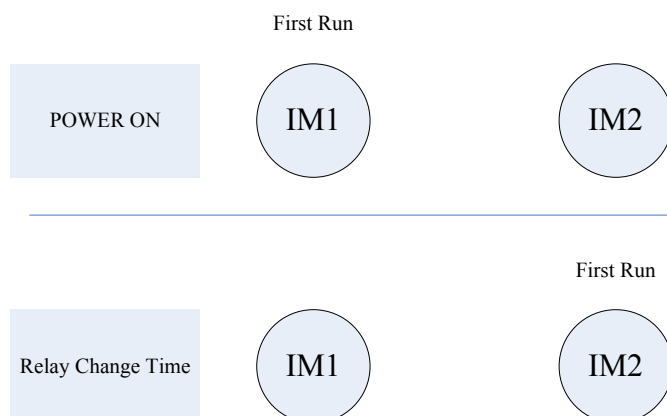 First Run
POWER ON
IM1
IM2
First Run
Relay Change Time
IM1
IM2